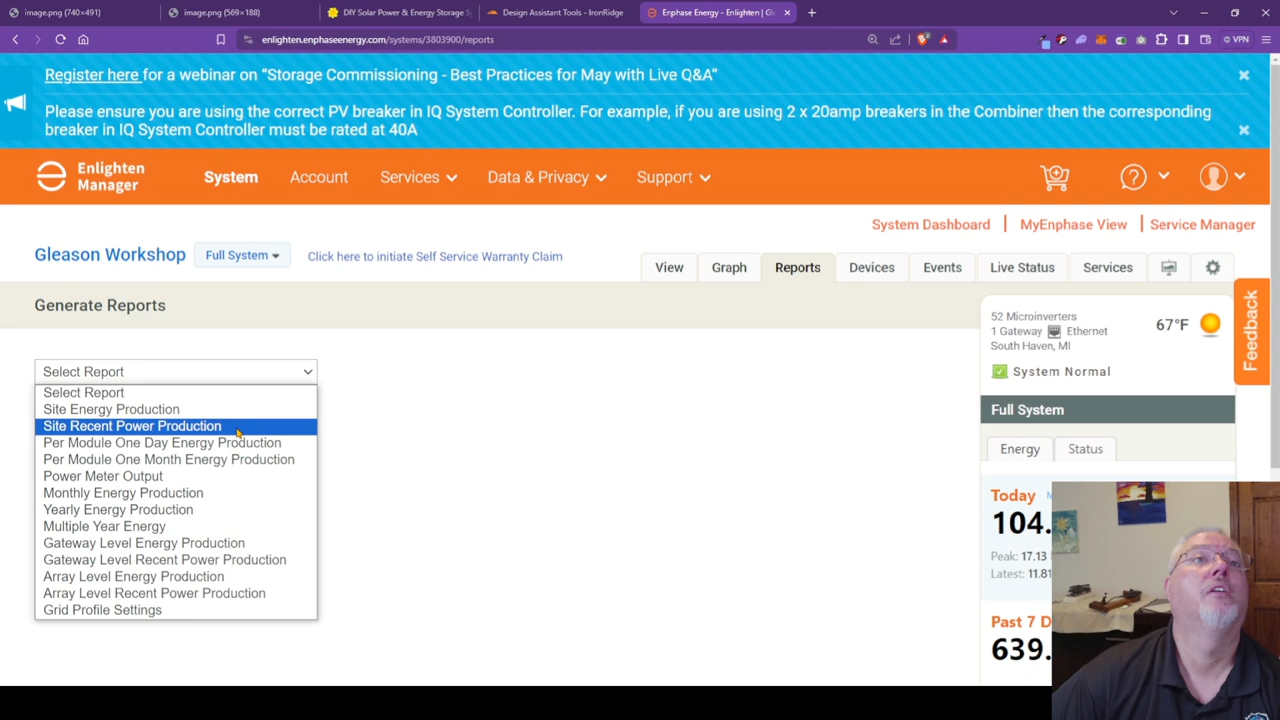 image.png (740×491)
image.png (569×188)
DIY Solar Power & Energy Storage S
Design Assistant Tools - IronRidge
Enphase Energy - Enlighten | Gl
enlighten.enphaseenergy.com/systems/3803900/reports
VPN
Register here for a webinar on “Storage Commissioning - Best Practices for May with Live Q&A”
Please ensure you are using the correct PV breaker in IQ System Controller. For example, if you are using 2 x 20amp breakers in the Combiner then the corresponding
breaker in IQ System Controller must be rated at 40A
Enlighten
Manager
System
Account
Services
Data & Privacy
Support
System Dashboard
MyEnphase View
Service Manager
Gleason Workshop
Full System
Click here to initiate Self Service Warranty Claim
View
Graph
Reports
Devices
Events
Live Status
Services
Generate Reports
Select Report
Select Report
Site Energy Production
Site Recent Power Production
Per Module One Day Energy Production
Per Module One Month Energy Production
Power Meter Output
Monthly Energy Production
Yearly Energy Production
Multiple Year Energy
Gateway Level Energy Production
Gateway Level Recent Power Production
Array Level Energy Production
Array Level Recent Power Production
Grid Profile Settings
52 Microinverters
1 Gateway Ethernet
South Haven, MI
67°F
System Normal
Full System
Energy
Status
Today
104.
Peak: 17.13
Latest: 11.81
Past 7 D
639.
Feedback